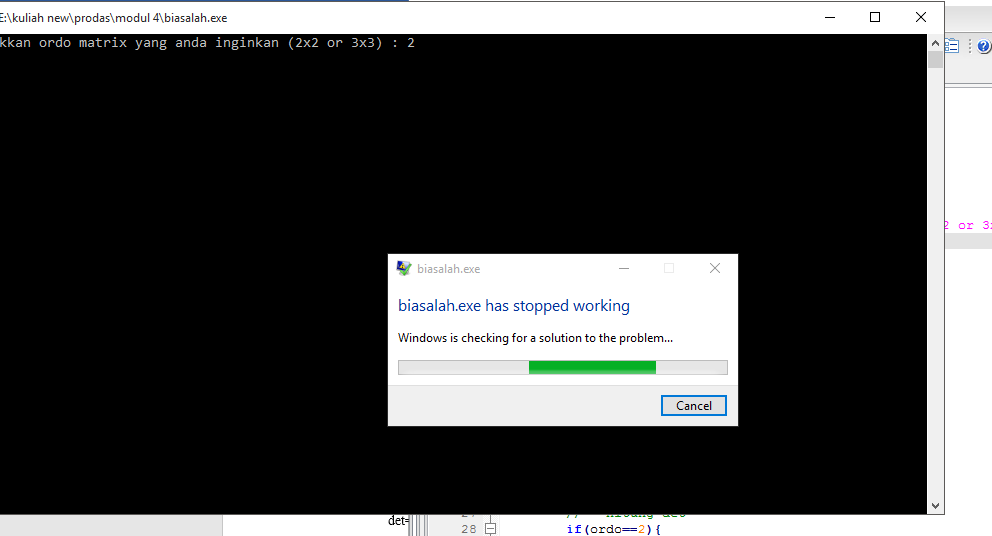 E:\kuliah new\prodas\modul 4\biasalah.exe
kkan ordo matrix yang anda inginkan (2x2 or 3x3) : 2
2 or 3x
biasalah.exe
biasalah.exe has stopped working
Windows is checking for a solution to the problem...
Cancel
det=
28 if(ordo==2){